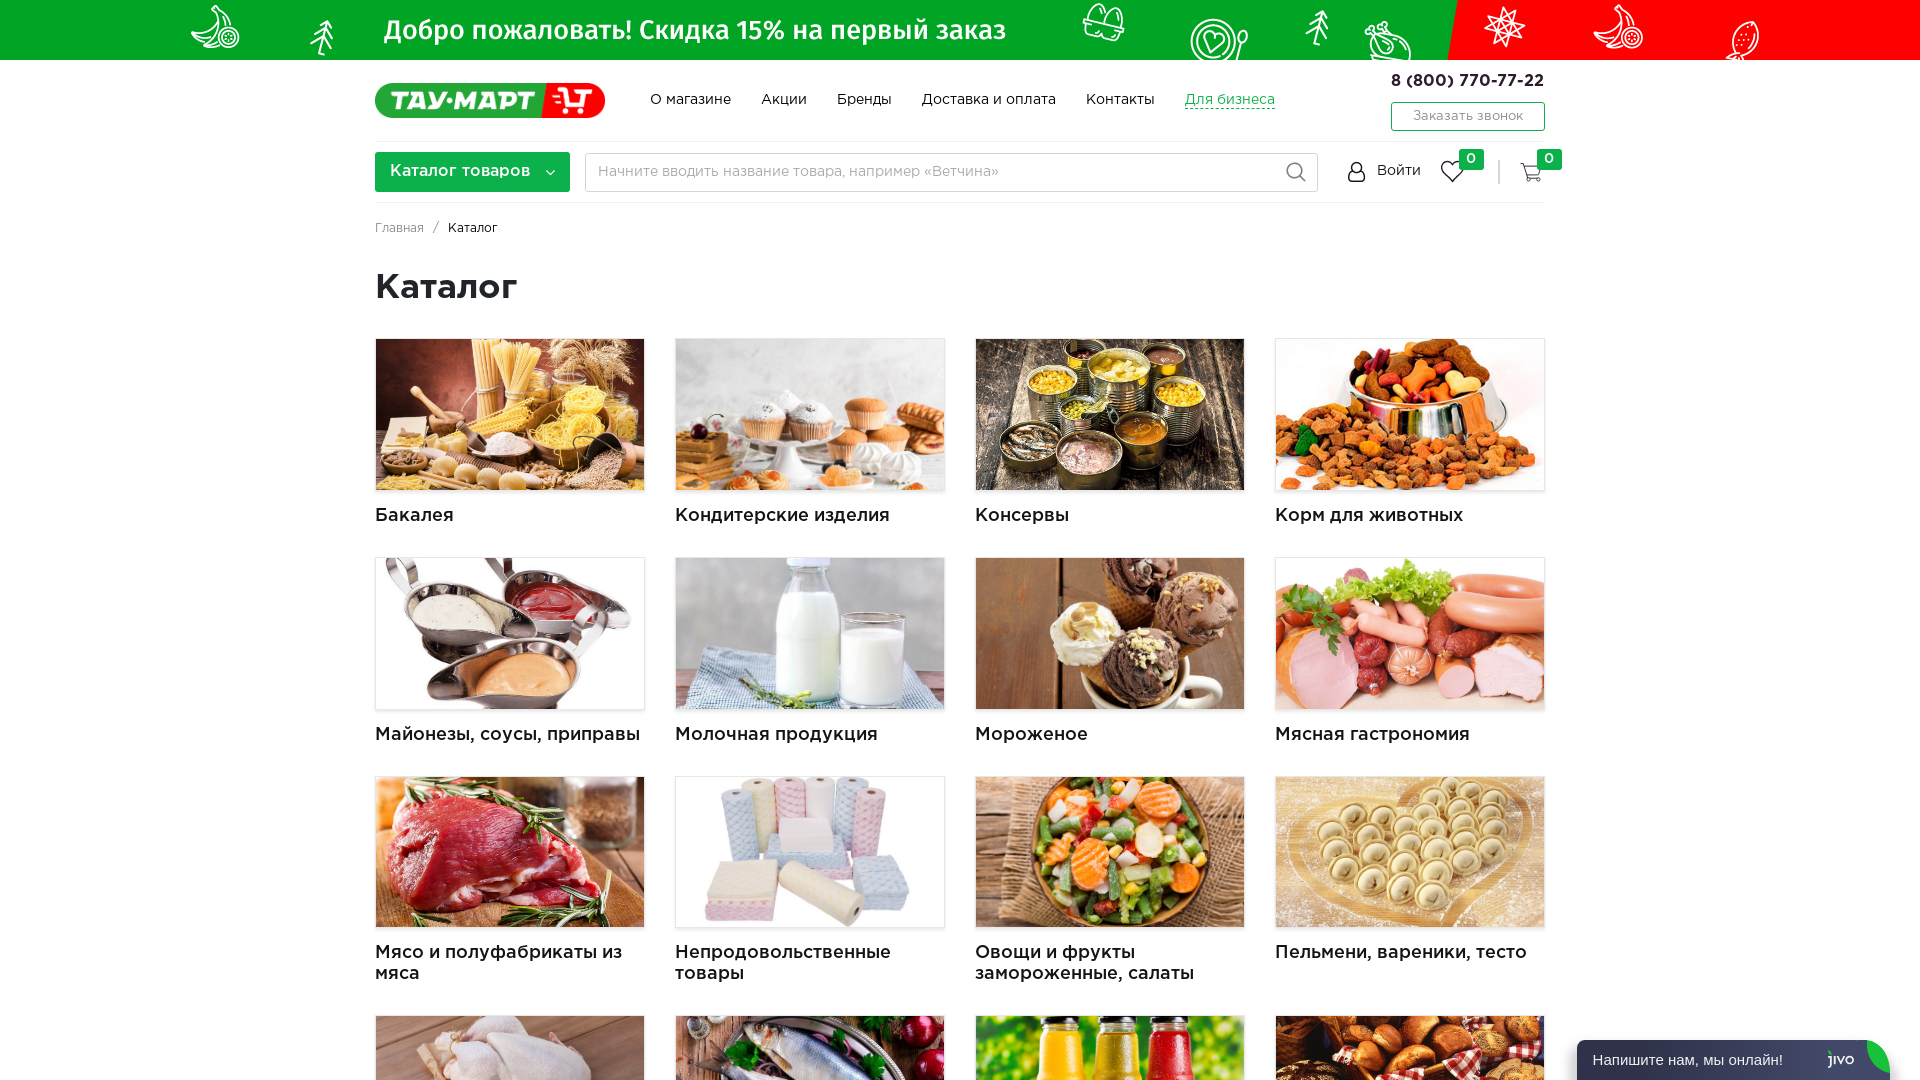 Добро пожаловать! Скидка 15% на первый заказ
ТАУ·МАРТ
О магазине
Акции
Бренды
Доставка и оплата
Контакты
Для бизнеса
8 (800) 770-77-22
Заказать звонок
Каталог товаров
Начните вводить название товара, например «Ветчина»
Войти
0
0
Главная / Каталог
Каталог
Бакалея
Кондитерские изделия
Консервы
Корм для животных
Майонезы, соусы, приправы
Молочная продукция
Мороженое
Мясная гастрономия
Мясо и полуфабрикаты из
мяса
Непродовольственные
товары
Овощи и фрукты
замороженные, салаты
Пельмени, вареники, тесто
Напишите нам, мы онлайн!
jivo